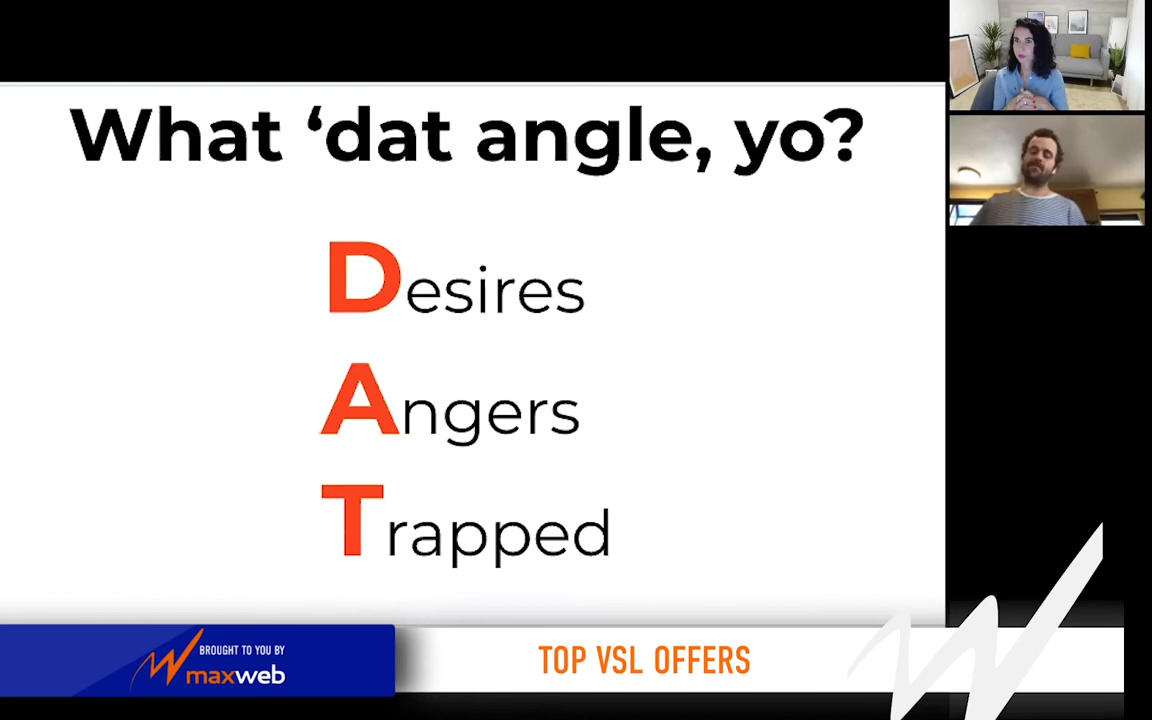 What ‘dat angle, yo?
Desires
Angers
Trapped
BROUGHT TO YOU BY
maxweb
TOP VSL OFFERS